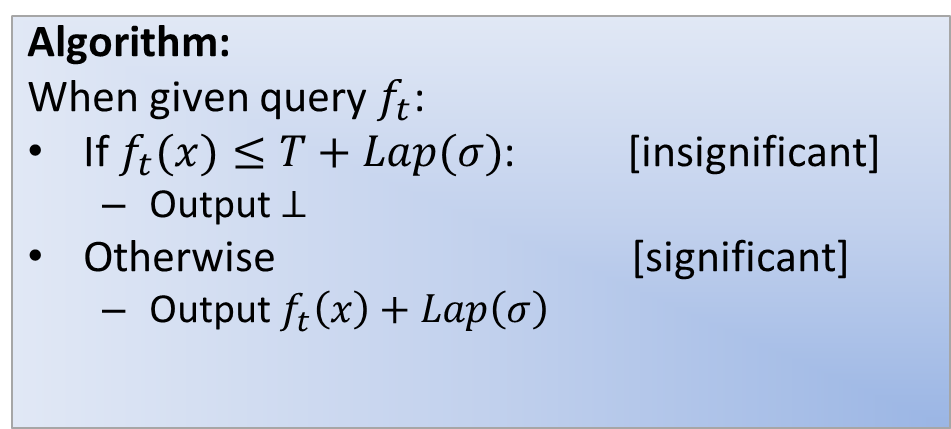 Algorithm:
When given query f_t:
• If f_t(x) ≤ T + Lap(σ): [insignificant]
– Output ⊥
• Otherwise [significant]
– Output f_t(x) + Lap(σ)